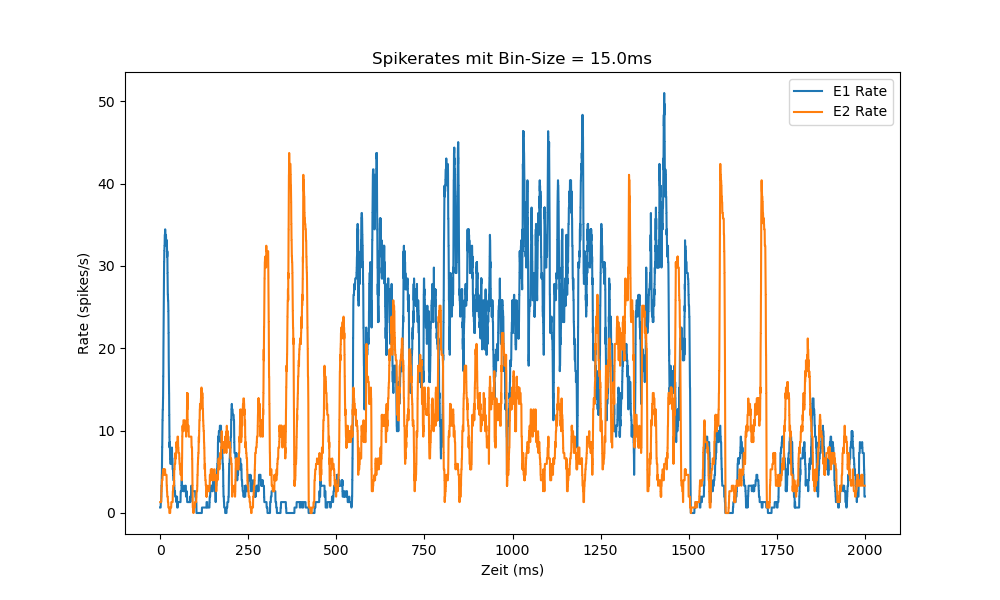 Spikerates mit Bin-Size = 15.0ms
E1 Rate
E2 Rate
50
40
30
20
10
0
Rate (spikes/s)
0 250 500 750 1000 1250 1500 1750 2000
Zeit (ms)